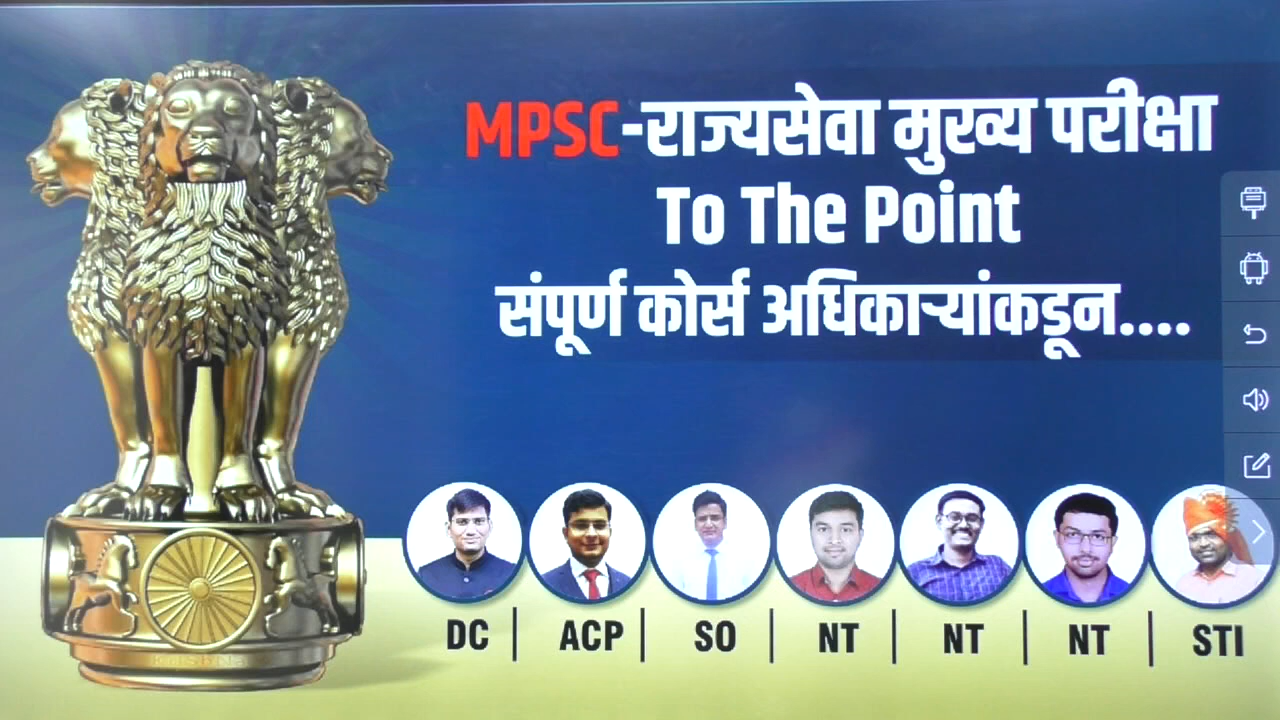 MPSC-राज्यसेवा मुख्य परीक्षा
To The Point
संपूर्ण कोर्स अधिकाऱ्यांकडून....
DC | ACP | SO | NT | NT | NT | STI